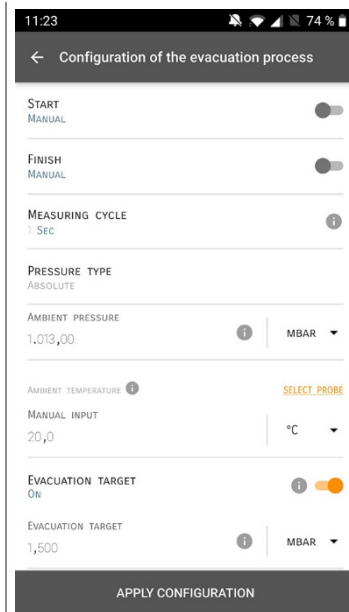 11:23
74 %
Configuration of the evacuation process
START
MANUAL
FINISH
MANUAL
MEASURING CYCLE
1 SEC
PRESSURE TYPE
ABSOLUTE
AMBIENT PRESSURE
1.013,00
MBAR
AMBIENT TEMPERATURE
SELECT PROBE
MANUAL INPUT
20,0
°C
EVACUATION TARGET
ON
EVACUATION TARGET
1,500
MBAR
APPLY CONFIGURATION